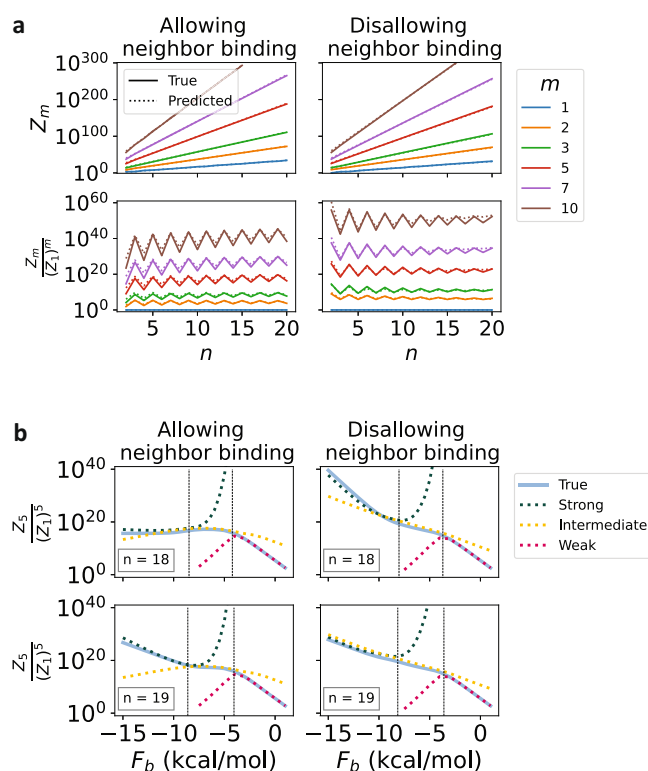 a
Allowing
neighbor binding
Disallowing
neighbor binding
10^300
10^200
10^100
10^0
Z_m
True
Predicted
m
1
2
3
5
7
10
10^60
10^40
10^20
10^0
Z_m/(Z_1)^m
5 10 15 20
5 10 15 20
n
n
b
Allowing
neighbor binding
Disallowing
neighbor binding
10^40
10^20
10^0
Z_5/(Z_1)^5
n = 18
n = 18
True
Strong
Intermediate
Weak
10^40
10^20
10^0
Z_5/(Z_1)^5
n = 19
n = 19
−15 −10 −5 0
−15 −10 −5 0
F_b (kcal/mol)
F_b (kcal/mol)